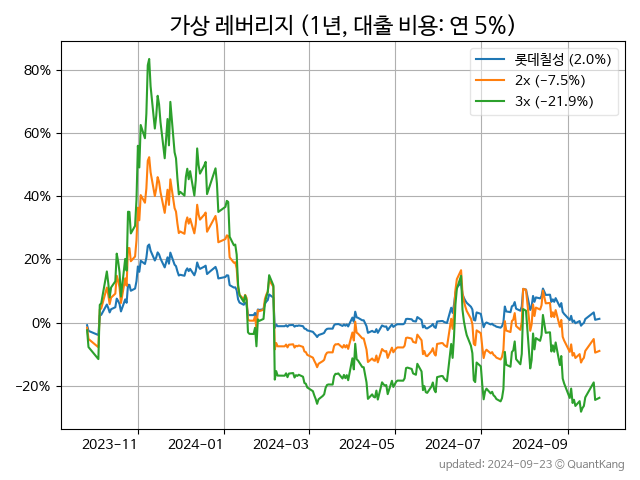 가상 레버리지 (1년, 대출 비용: 연 5%)
롯데칠성 (2.0%)
2x (−7.5%)
3x (−21.9%)
80%
60%
40%
20%
0%
−20%
2023-11 2024-01 2024-03 2024-05 2024-07 2024-09
updated: 2024-09-23 © QuantKang